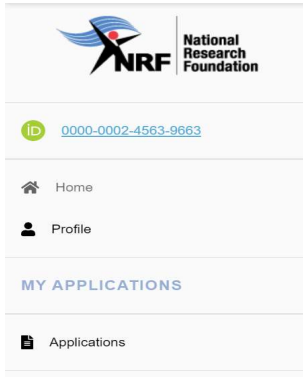 NRF
National
Research
Foundation
iD 0000-0002-4563-9663
Home
Profile
MY APPLICATIONS
Applications